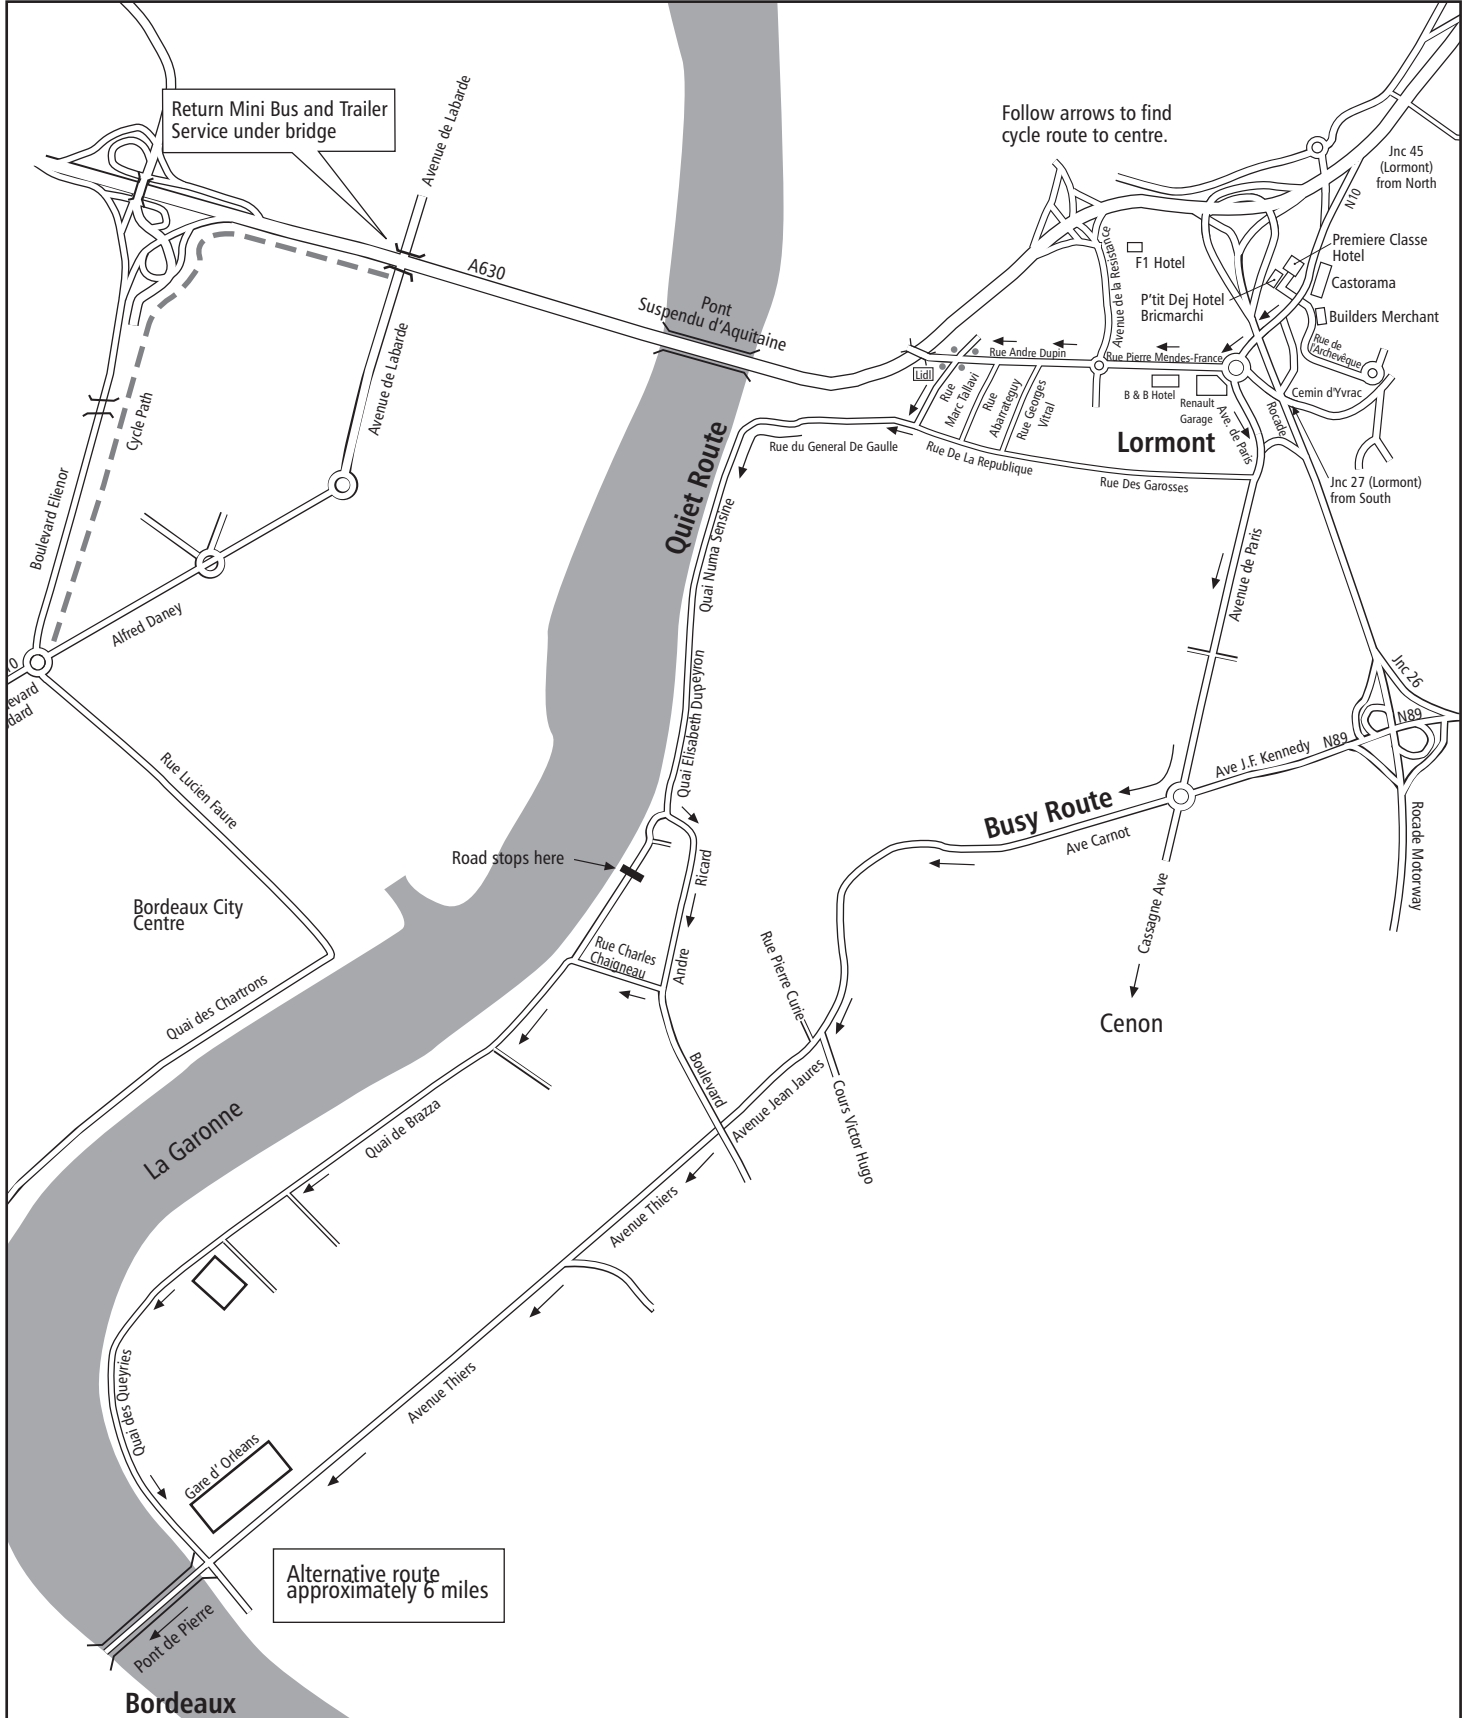 Return Mini Bus and Trailer
Service under bridge
Avenue de Labarde
Follow arrows to find
cycle route to centre.
Jnc 45
(Lormont)
from North
N10
Premiere Classe
Hotel
Castorama
F1 Hotel
Avenue de la Resistance
P'tit Dej Hotel
Bricmarchi
Builders Merchant
Rue de
l'Archevêque
A630
Pont
Suspendu d'Aquitaine
Rue Andre Dupin
Rue Pierre Mendes-France
Lidl
Rue
Marc Tallavi
Rue
Abarrateguy
Rue Georges
Vitral
B & B Hotel
Renault
Garage
Cemin d'Yvrac
Rocade
Ave. de Paris
Lormont
Avenue de Labarde
Cycle Path
Boulevard Elienor
Quiet Route
Rue du General De Gaulle
Rue De La Republique
Rue Des Garosses
Jnc 27 (Lormont)
from South
Quai Numa Sensine
Avenue de Paris
Alfred Daney
10
levard
dard
Quai Elisabeth Dupeyron
Jnc 26
N89
N89
Ave J.F. Kennedy
Rue Lucien Faure
Busy Route
Ave Carnot
Rocade Motorway
Road stops here
Ricard
Andre
Boulevard
Bordeaux City
Centre
Rue Charles
Chaigneau
Rue Pierre Curie
Cassagne Ave
Cenon
Quai des Chartrons
Avenue Jean Jaures
Cours Victor Hugo
La Garonne
Quai de Brazza
Avenue Thiers
Quai des Queyries
Avenue Thiers
Gare d' Orleans
Alternative route
approximately 6 miles
Pont de Pierre
Bordeaux